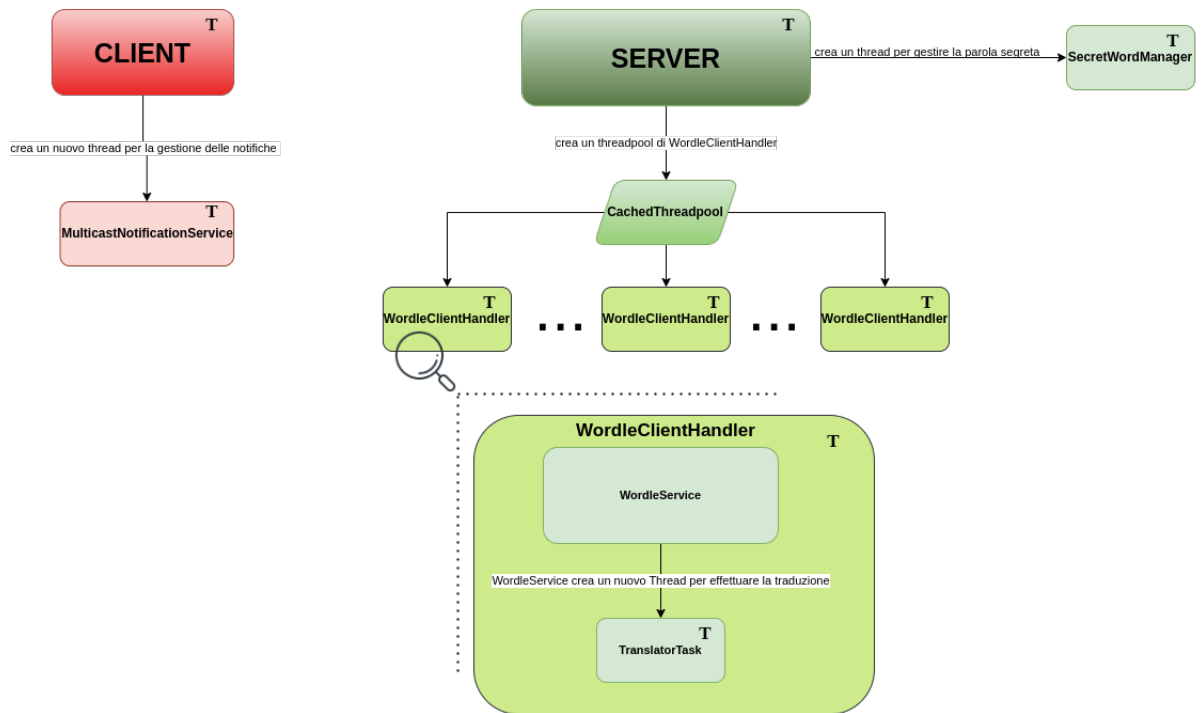 T
CLIENT
T
SERVER
crea un thread per gestire la parola segreta
T
SecretWordManager
crea un nuovo thread per la gestione delle notifiche
crea un threadpool di WordleClientHandler
T
MulticastNotificationService
CachedThreadpool
T
WordleClientHandler
...
T
WordleClientHandler
...
T
WordleClientHandler
WordleClientHandler
T
WordleService
WordleService crea un nuovo Thread per effettuare la traduzione
T
TranslatorTask